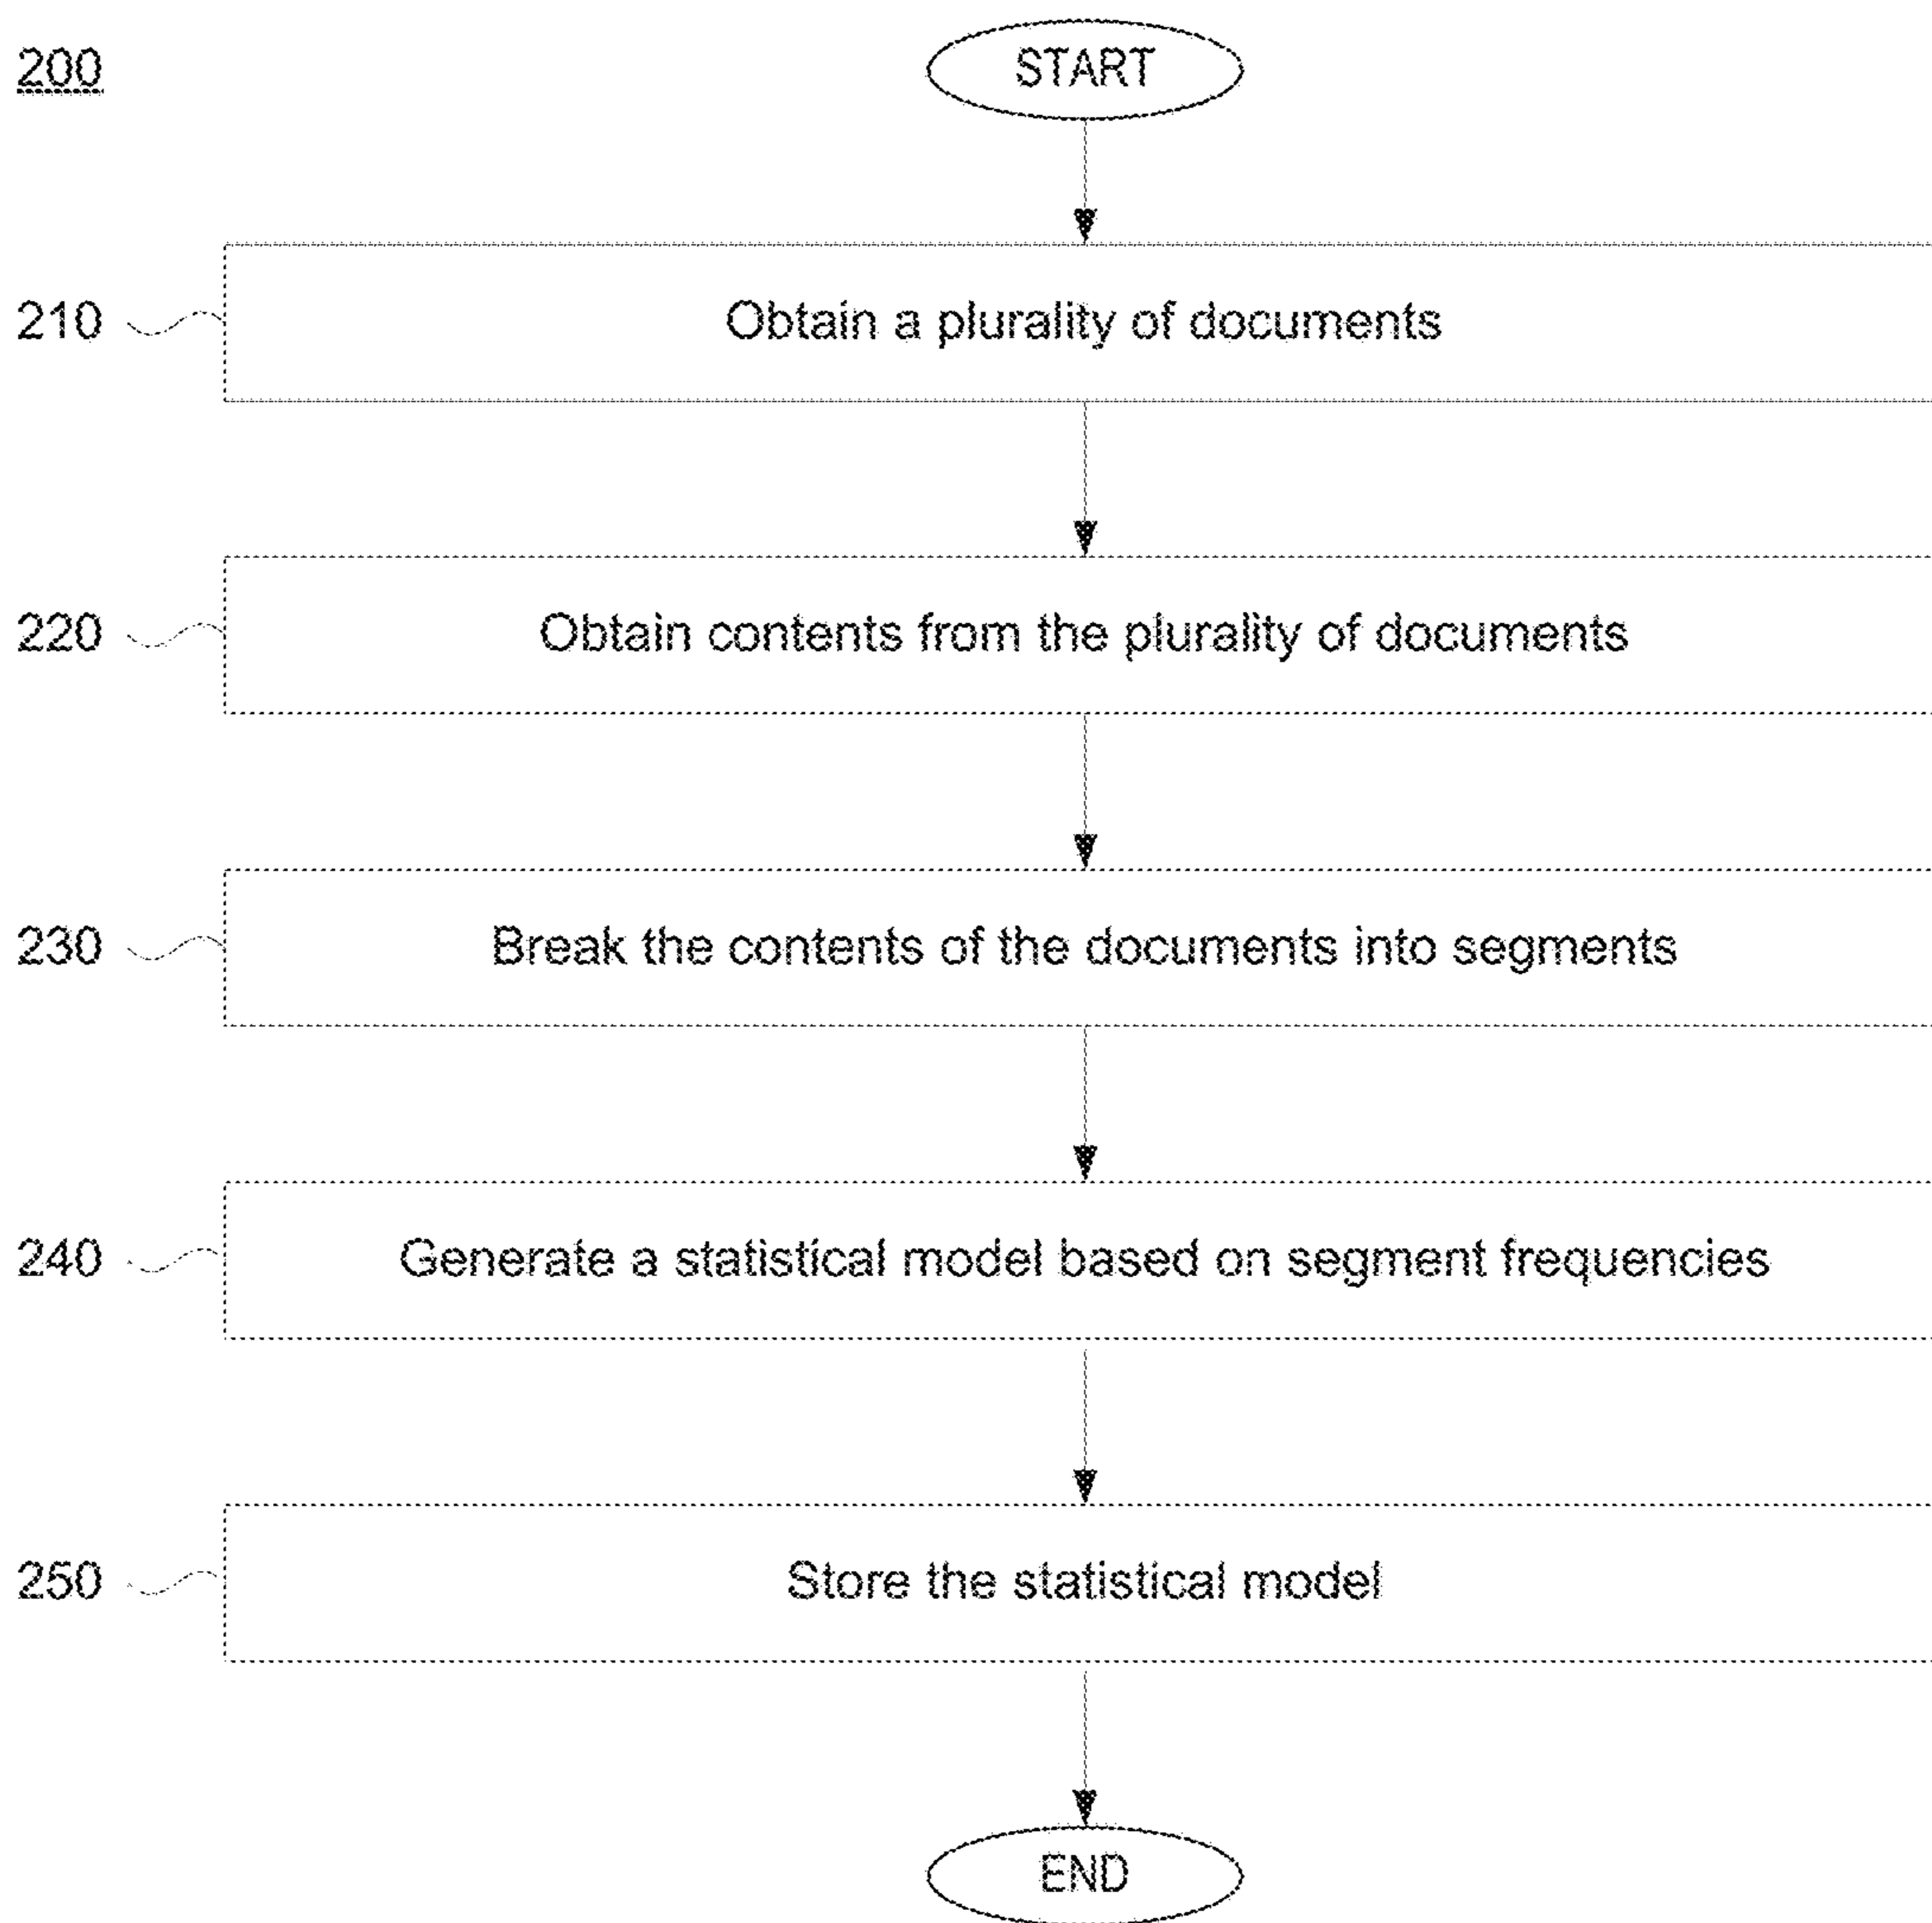 200
START
210
Obtain a plurality of documents
220
Obtain contents from the plurality of documents
230
Break the contents of the documents into segments
240
Generate a statistical model based on segment frequencies
250
Store the statistical model
END